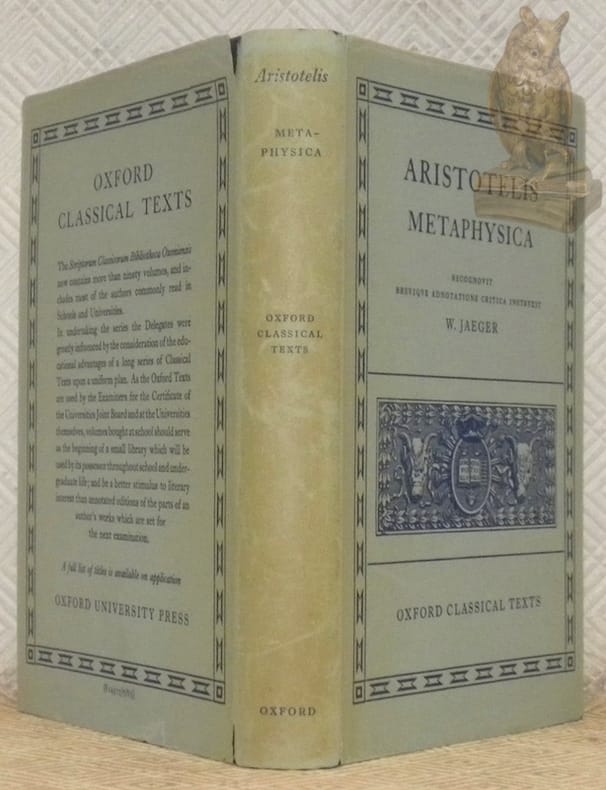 OXFORD
CLASSICAL TEXTS
The Scriptorum Classicorum Bibliotheca Oxoniensis
now contains more than ninety volumes, and in-
cludes most of the authors commonly read in
Schools and Universities.
In undertaking the series the Delegates were
greatly influenced by the consideration of the edu-
cational advantages of a long series of Classical
Texts upon a uniform plan. As the Oxford Texts
are used by the Examiners for the Certificate of
the Universities Joint Board and at the Universities
themselves, volumes bought at school should serve
as the beginning of a small library which will be
used by its possessor throughout school and under-
graduate life; and be a better stimulus to literary
interest than annotated editions of the parts of an
author's works which are set for
the next examination.
A full list of titles is available on application
OXFORD UNIVERSITY PRESS
Aristotelis
META-
PHYSICA
OXFORD
CLASSICAL
TEXTS
OXFORD
ARISTOTELIS
METAPHYSICA
RECOGNOVIT
BREVIQVE ADNOTATIONE CRITICA INSTRVXIT
W. JAEGER
OXFORD CLASSICAL TEXTS